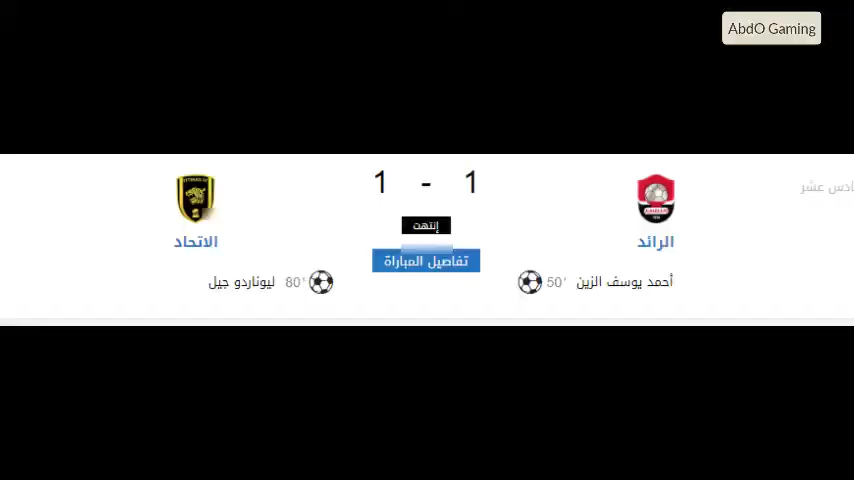 AbdO Gaming
1 - 1
إنتهت
الرائد
الاتحاد
تفاصيل المباراة
أحمد يوسف الزين 50'
ليوناردو جيل 80'